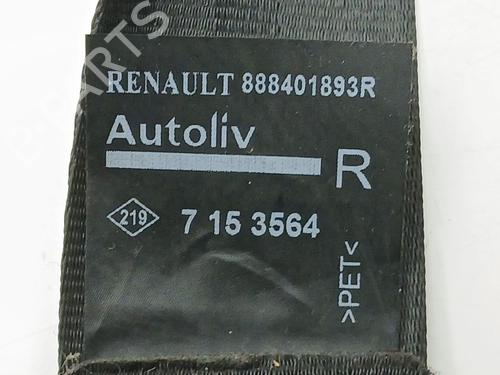 RENAULT 888401893R
Autoliv
R
219 7 15 3564
>PET<